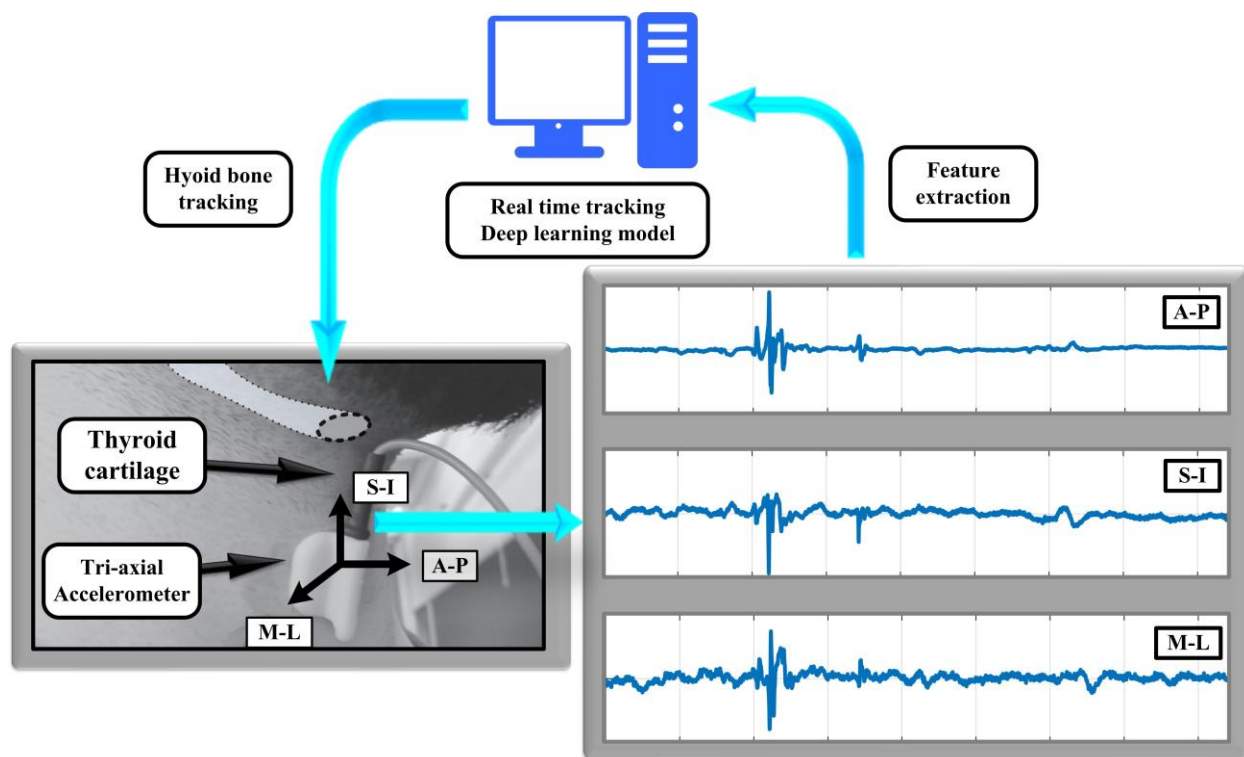 Hyoid bone
tracking
Real time tracking
Deep learning model
Feature
extraction
Thyroid
cartilage
S-I
Tri-axial
Accelerometer
A-P
M-L
A-P
S-I
M-L